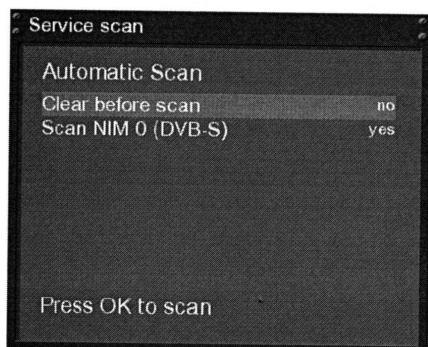 Service scan
Automatic Scan
Clear before scan no
Scan NIM 0 (DVB-S) yes
Press OK to scan